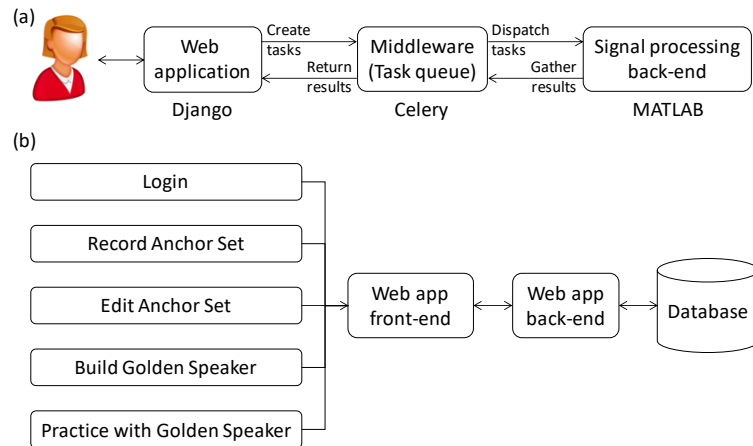 (a)
Web
application
Django
Create
tasks
Return
results
Middleware
(Task queue)
Celery
Dispatch
tasks
Gather
results
Signal processing
back-end
MATLAB
(b)
Login
Record Anchor Set
Edit Anchor Set
Build Golden Speaker
Practice with Golden Speaker
Web app
front-end
Web app
back-end
Database